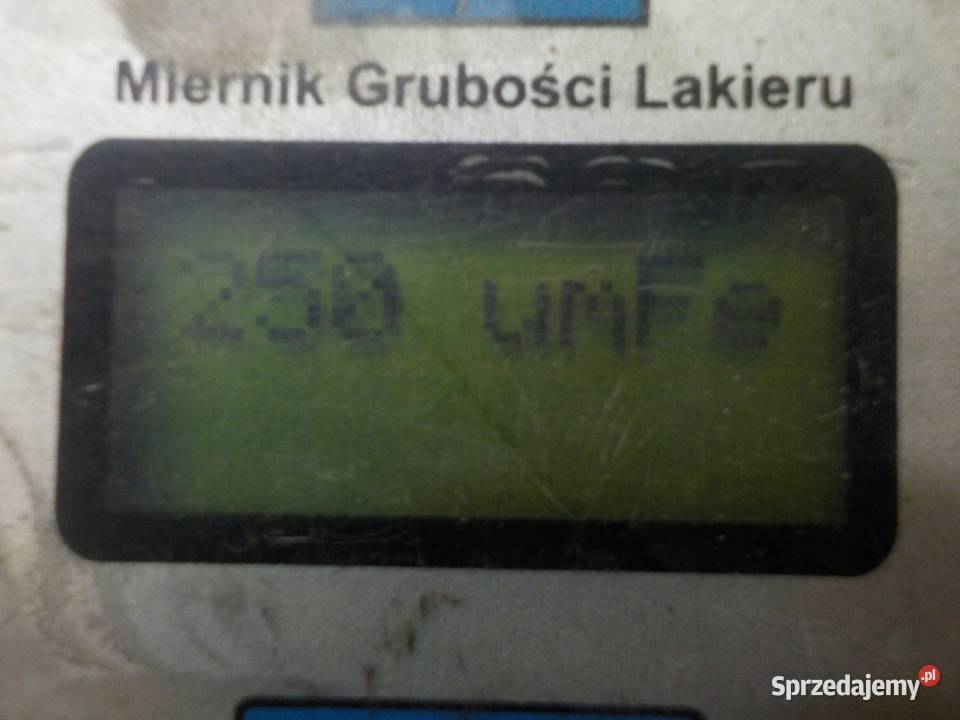 Miernik Grubości Lakieru
250 umFe
Sprzedajemy.pl